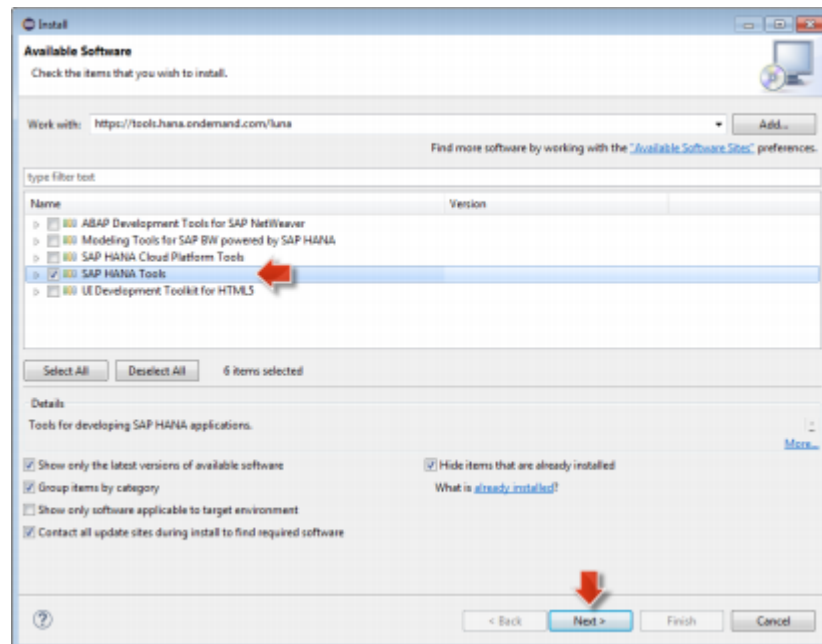 Install
Available Software
Check the items that you wish to install.
Work with: https://tools.hana.ondemand.com/luna Add...
Find more software by working with the "Available Software Sites" preferences.
type filter text
Name Version
ABAP Development Tools for SAP NetWeaver
Modeling Tools for SAP BW powered by SAP HANA
SAP HANA Cloud Platform Tools
SAP HANA Tools
UI Development Toolkit for HTML5
Select All Deselect All 6 items selected
Details
Tools for developing SAP HANA applications.
More...
Show only the latest versions of available software Hide items that are already installed
Group items by category What is already installed?
Show only software applicable to target environment
Contact all update sites during install to find required software
? < Back Next > Finish Cancel